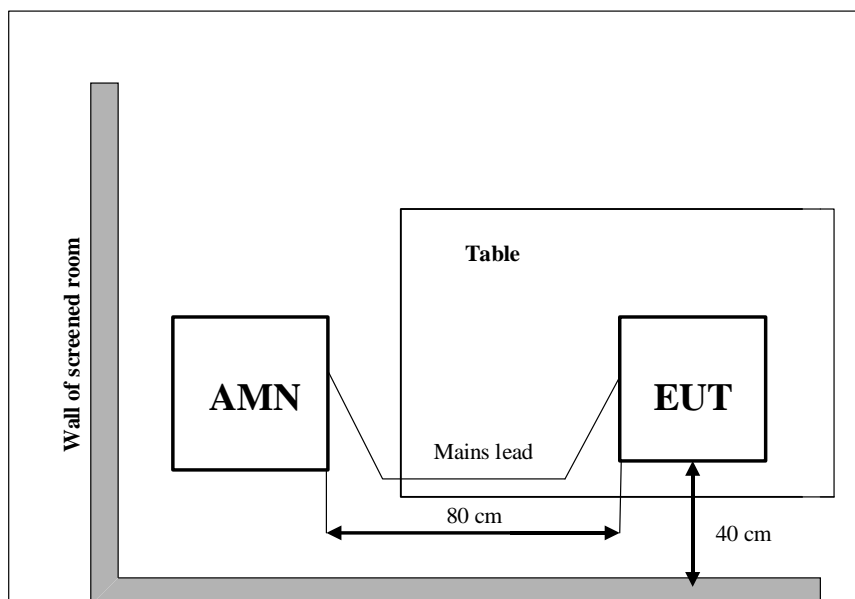 Wall of screened room
Table
AMN
EUT
Mains lead
80 cm
40 cm